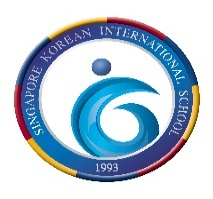 SINGAPORE KOREAN INTERNATIONAL SCHOOL
1993